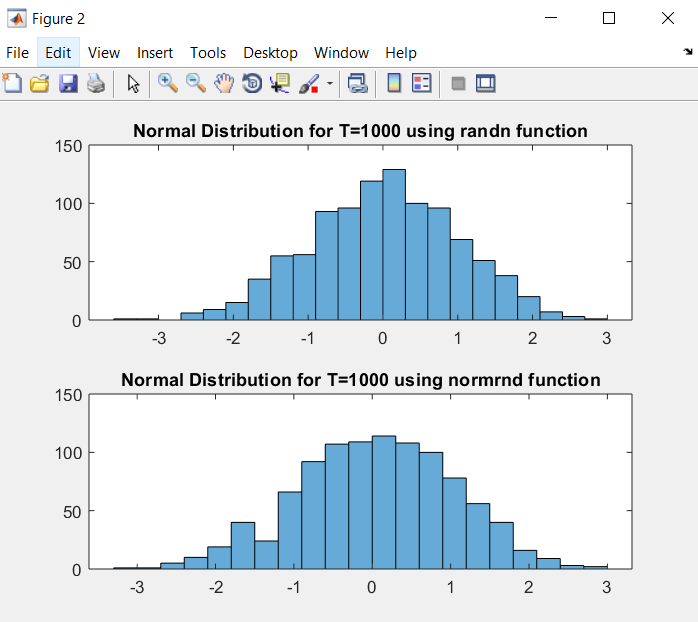 Figure 2
File Edit View Insert Tools Desktop Window Help
Normal Distribution for T=1000 using randn function
150
100
50
0
-3 -2 -1 0 1 2 3
Normal Distribution for T=1000 using normrnd function
150
100
50
0
-3 -2 -1 0 1 2 3